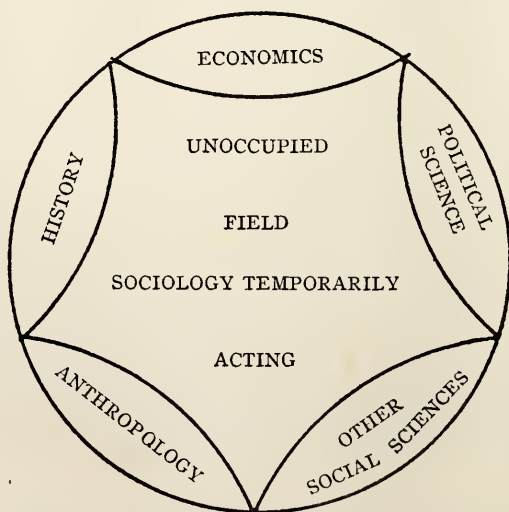 ECONOMICS
HISTORY
POLITICAL
SCIENCE
UNOCCUPIED
FIELD
SOCIOLOGY TEMPORARILY
ACTING
ANTHROPOLOGY
OTHER
SOCIAL SCIENCES